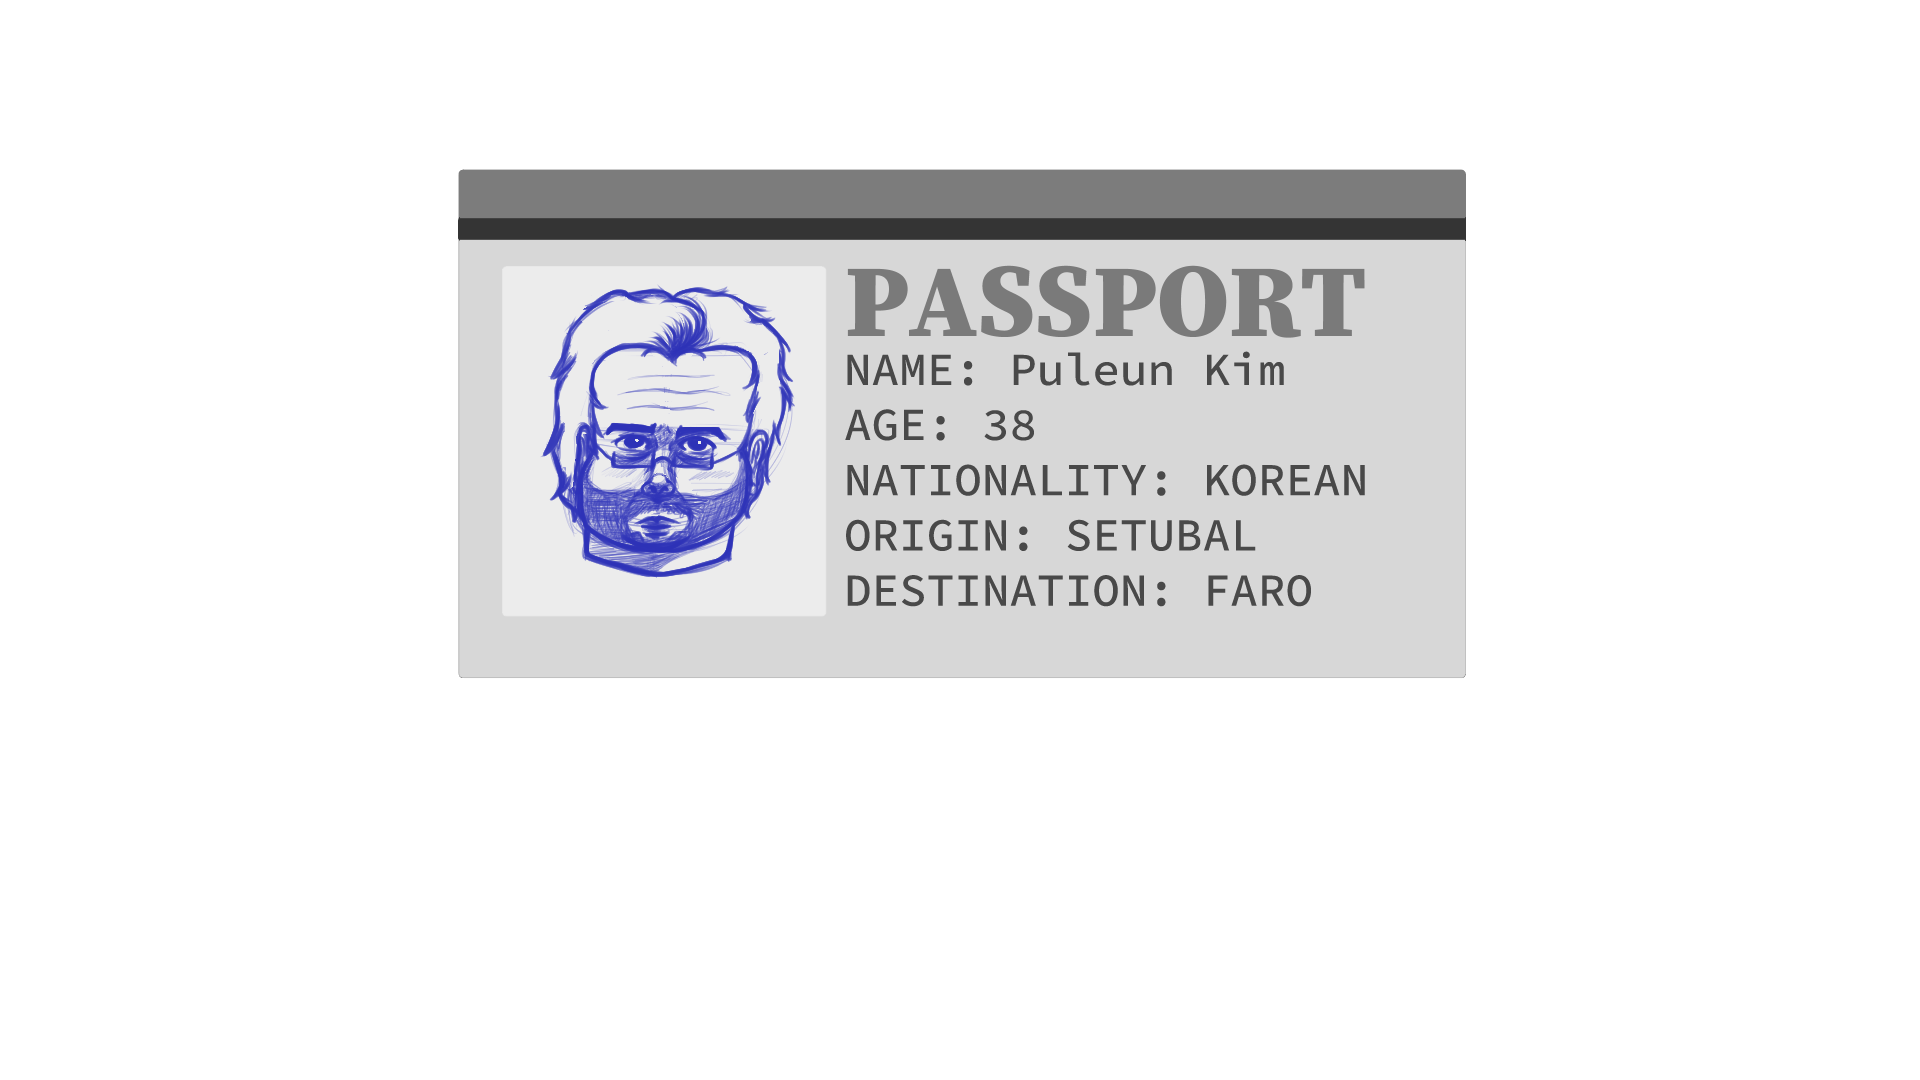 PASSPORT
NAME: Puleun Kim
AGE: 38
NATIONALITY: KOREAN
ORIGIN: SETUBAL
DESTINATION: FARO